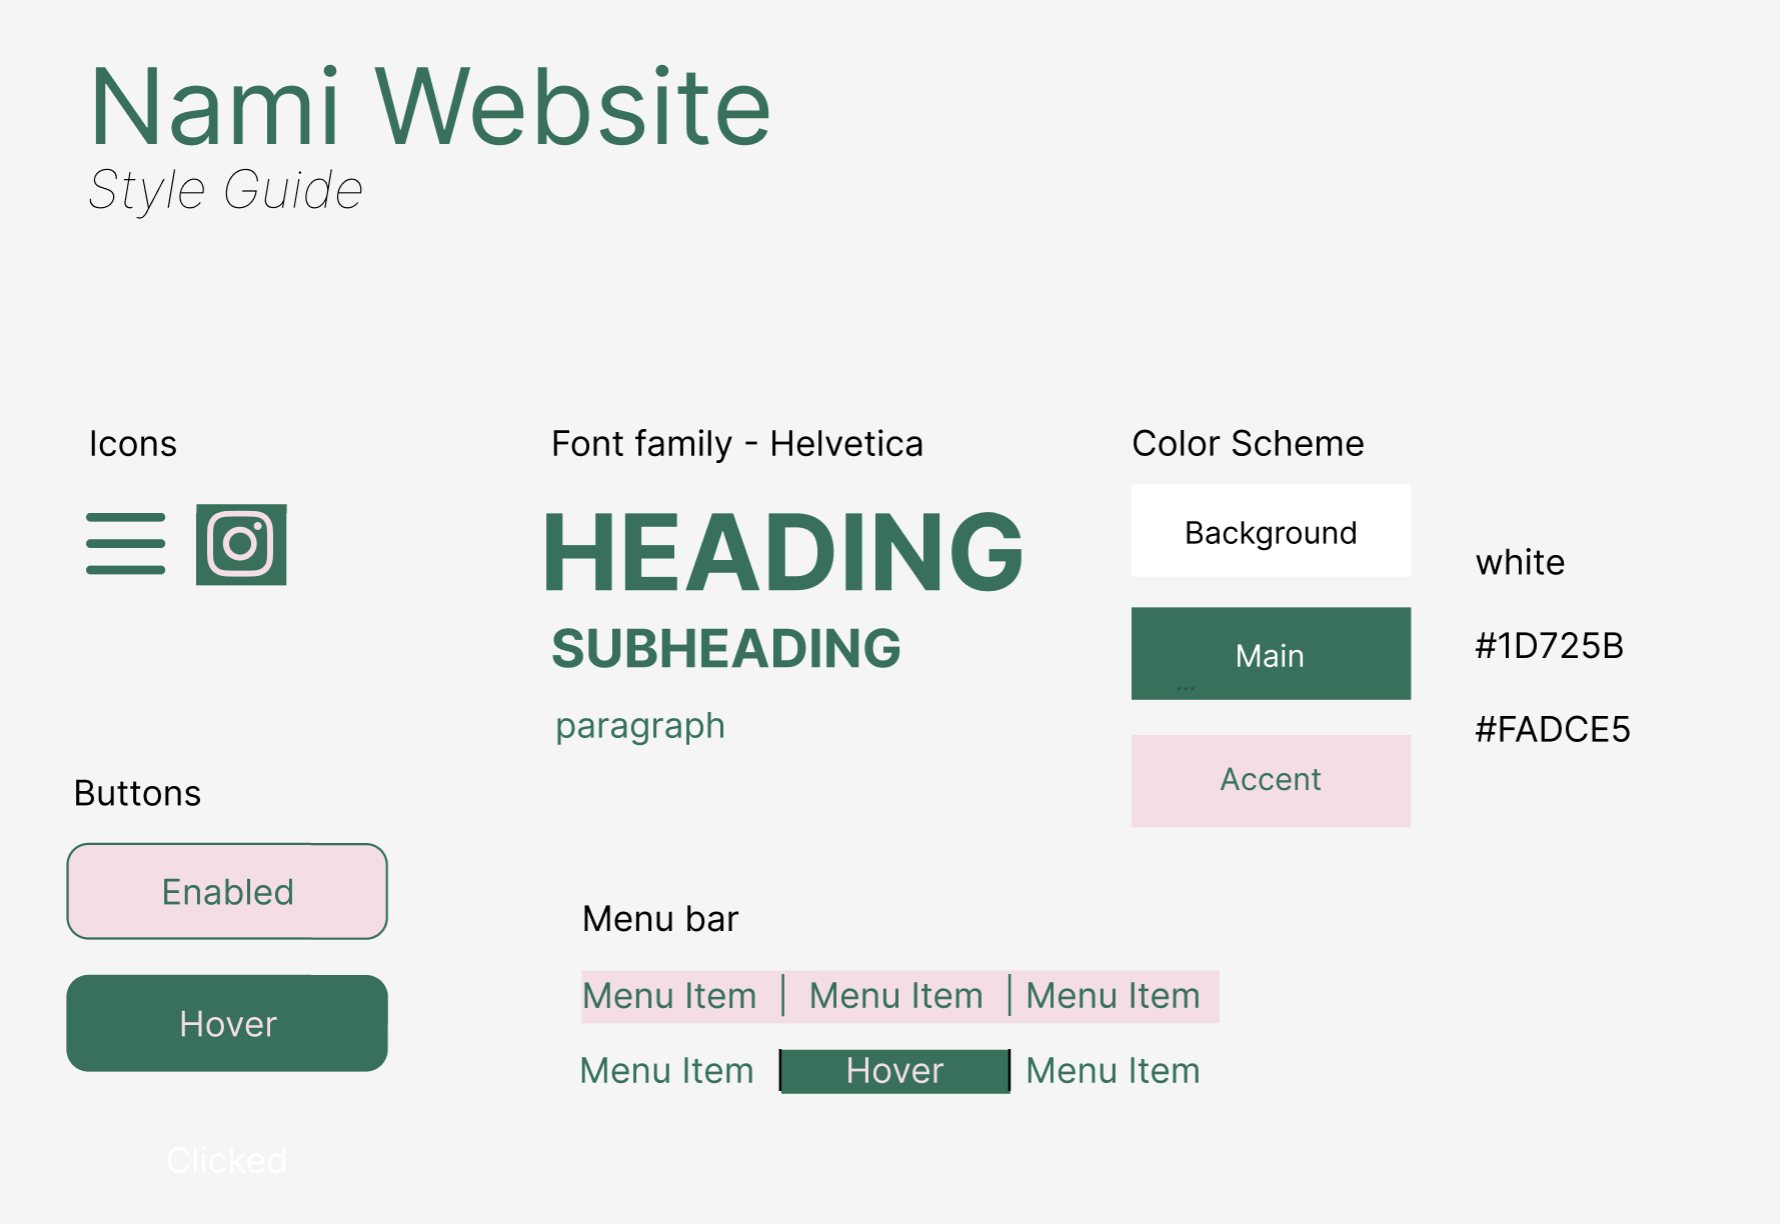 Nami Website
Style Guide
Icons
Font family - Helvetica
HEADING
SUBHEADING
paragraph
Color Scheme
Background
Main
...
Accent
white
#1D725B
#FADCE5
Buttons
Enabled
Hover
Clicked
Menu bar
Menu Item | Menu Item | Menu Item
Menu Item Hover Menu Item